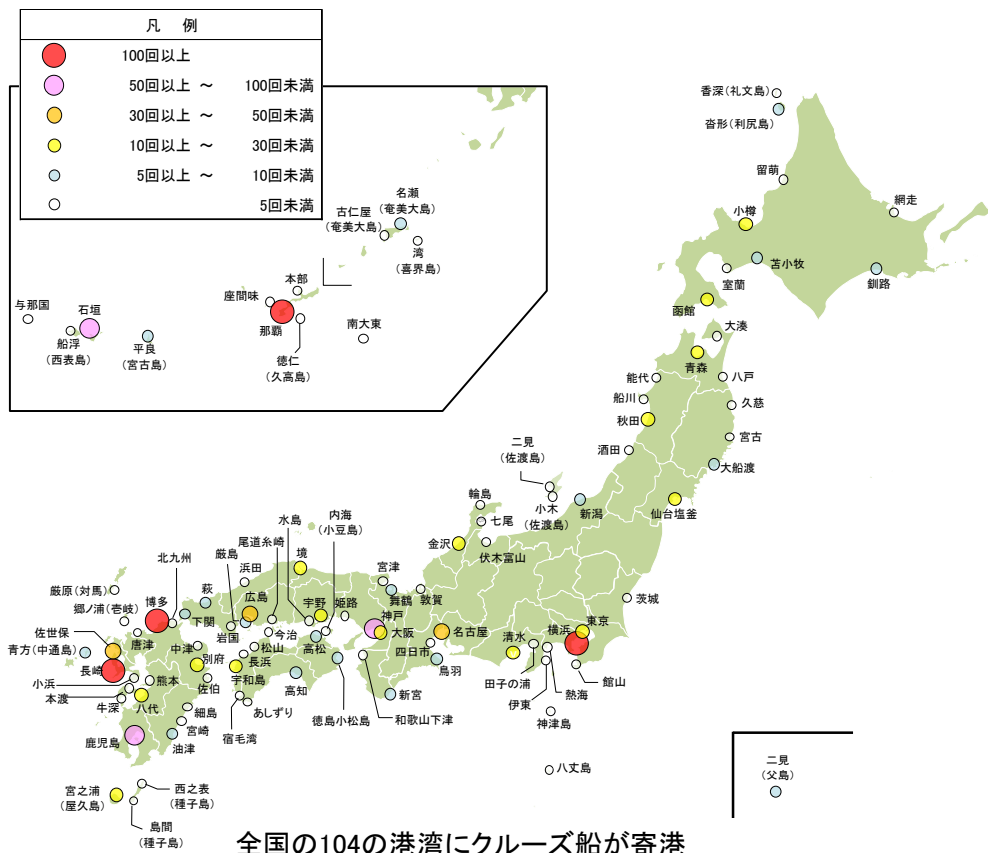 凡 例
100回以上
50回以上 ~ 100回未満
30回以上 ~ 50回未満
10回以上 ~ 30回未満
5回以上 ~ 10回未満
5回未満
香深(礼文島)
沓形(利尻島)
留萌
網走
小樽
苫小牧
釧路
室蘭
函館
大湊
青森
能代
八戸
船川
久慈
秋田
宮古
酒田
大船渡
二見
(佐渡島)
小木
(佐渡島)
新潟
仙台塩釜
輪島
七尾
金沢
伏木富山
茨城
名瀬
(奄美大島)
古仁屋
(奄美大島)
湾
(喜界島)
本部
座間味
那覇
徳仁
(久高島)
南大東
与那国
石垣
船浮
(西表島)
平良
(宮古島)
内海
(小豆島)
水島
尾道糸崎
厳島
北九州
浜田
境
宮津
舞鶴
敦賀
厳原(対馬)
郷ノ浦(壱岐)
博多
萩
下関
広島
宇野
姫路
神戸
大阪
名古屋
清水
横浜
東京
佐世保
青方(中通島)
唐津
中津
岩国
今治
松山
高松
四日市
鳥羽
長崎
小浜
本渡
熊本
別府
長浜
佐伯
宇和島
高知
新宮
田子の浦
伊東
熱海
館山
牛深
八代
細島
宿毛湾
あしずり
徳島小松島
和歌山下津
神津島
鹿児島
宮崎
油津
八丈島
宮之浦
(屋久島)
西之表
(種子島)
島間
(種子島)
二見
(父島)
全国の104の港湾にクルーズ船が寄港